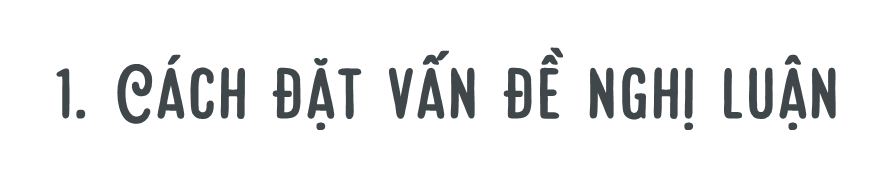 1. CÁCH ĐẶT VẤN ĐỀ NGHỊ LUẬN